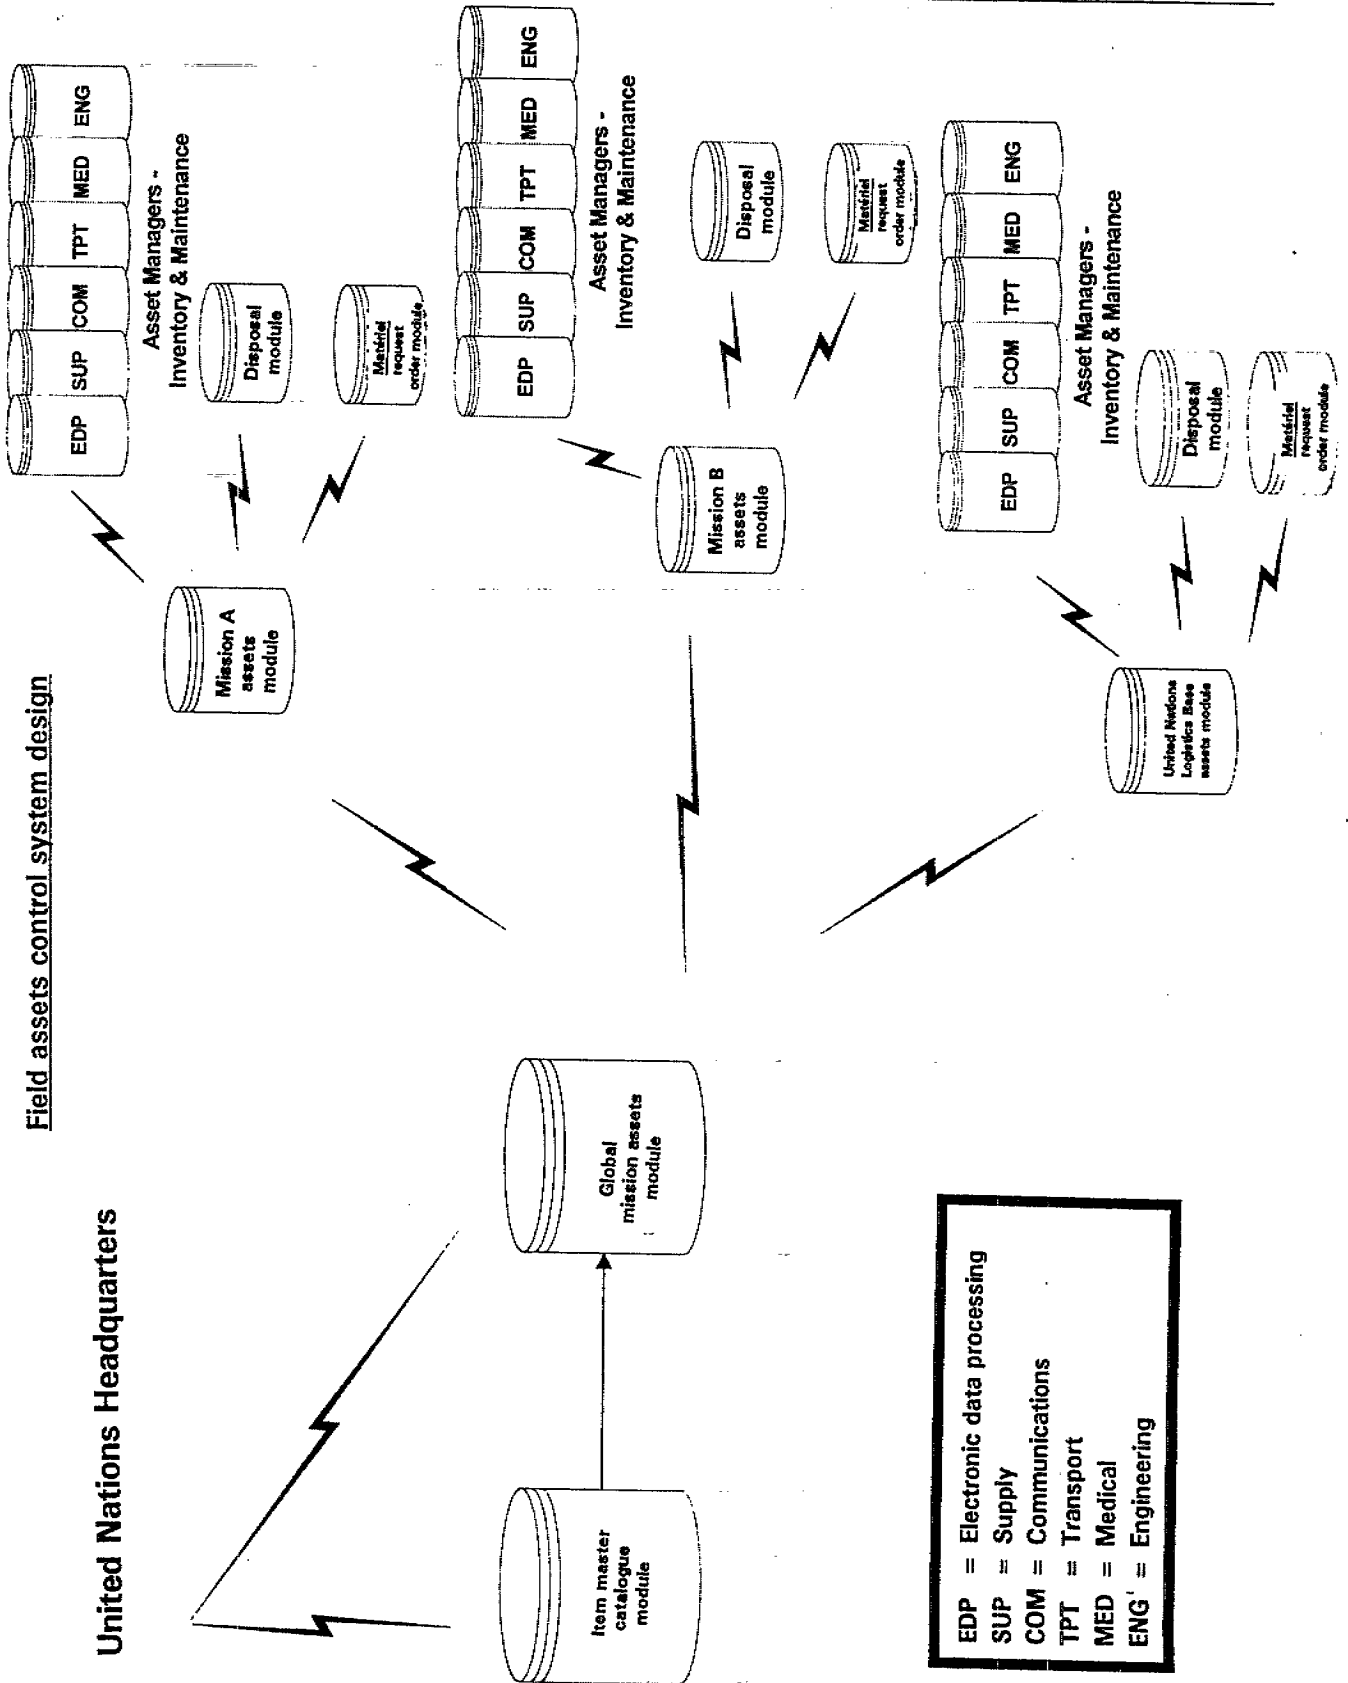 Field assets control system design
United Nations Headquarters
Item master
catalogue
module
Global
mission assets
module
Mission A
assets
module
EDP
SUP
COM
TPT
MED
ENG
Asset Managers -
Inventory & Maintenance
Disposal
module
Matériel
request
order module
Mission B
assets
module
EDP
SUP
COM
TPT
MED
ENG
Asset Managers -
Inventory & Maintenance
Disposal
module
Matériel
request
order module
United Nations
Logistics Base
assets module
EDP
SUP
COM
TPT
MED
ENG
Asset Managers -
Inventory & Maintenance
Disposal
module
Matériel
request
order module
EDP = Electronic data processing
SUP = Supply
COM = Communications
TPT = Transport
MED = Medical
ENG = Engineering